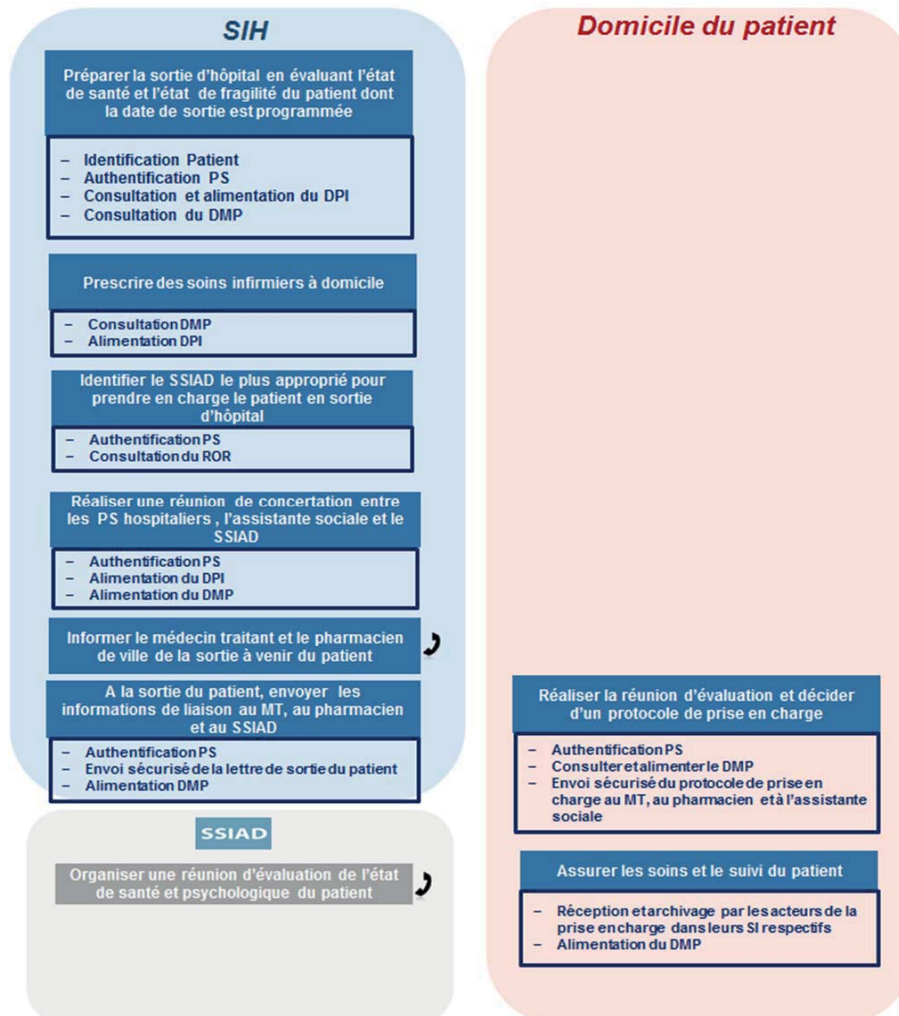 SIH
Préparer la sortie d'hôpital en évaluant l'état
de santé et l'état de fragilité du patient dont
la date de sortie est programmée
– Identification Patient
– Authentification PS
– Consultation et alimentation du DPI
– Consultation du DMP
Prescrire des soins infirmiers à domicile
– Consultation DMP
– Alimentation DPI
Identifier le SSIAD le plus approprié pour
prendre en charge le patient en sortie
d'hôpital
– Authentification PS
– Consultation du ROR
Réaliser une réunion de concertation entre
les PS hospitaliers , l'assistante sociale et le
SSIAD
– Authentification PS
– Alimentation du DPI
– Alimentation du DMP
Informer le médecin traitant et le pharmacien
de ville de la sortie à venir du patient
A la sortie du patient, envoyer les
informations de liaison au MT, au pharmacien
et au SSIAD
– Authentification PS
– Envoi sécurisé de la lettre de sortie du patient
– Alimentation DMP
SSIAD
Organiser une réunion d'évaluation de l'état
de santé et psychologique du patient
Domicile du patient
Réaliser la réunion d'évaluation et décider
d'un protocole de prise en charge
– Authentification PS
– Consulter et alimenter le DMP
– Envoi sécurisé du protocole de prise en
charge au MT, au pharmacien et à l'assistante
sociale
Assurer les soins et le suivi du patient
– Réception et archivage par les acteurs de la
prise en charge dans leurs SI respectifs
– Alimentation du DMP